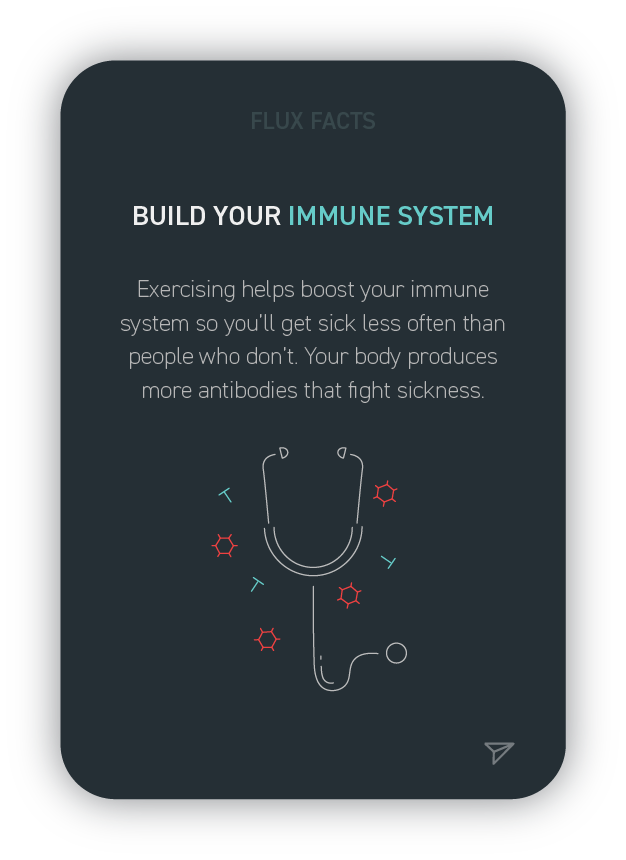 FLUX FACTS
BUILD YOUR IMMUNE SYSTEM
Exercising helps boost your immune
system so you'll get sick less often than
people who don't. Your body produces
more antibodies that fight sickness.